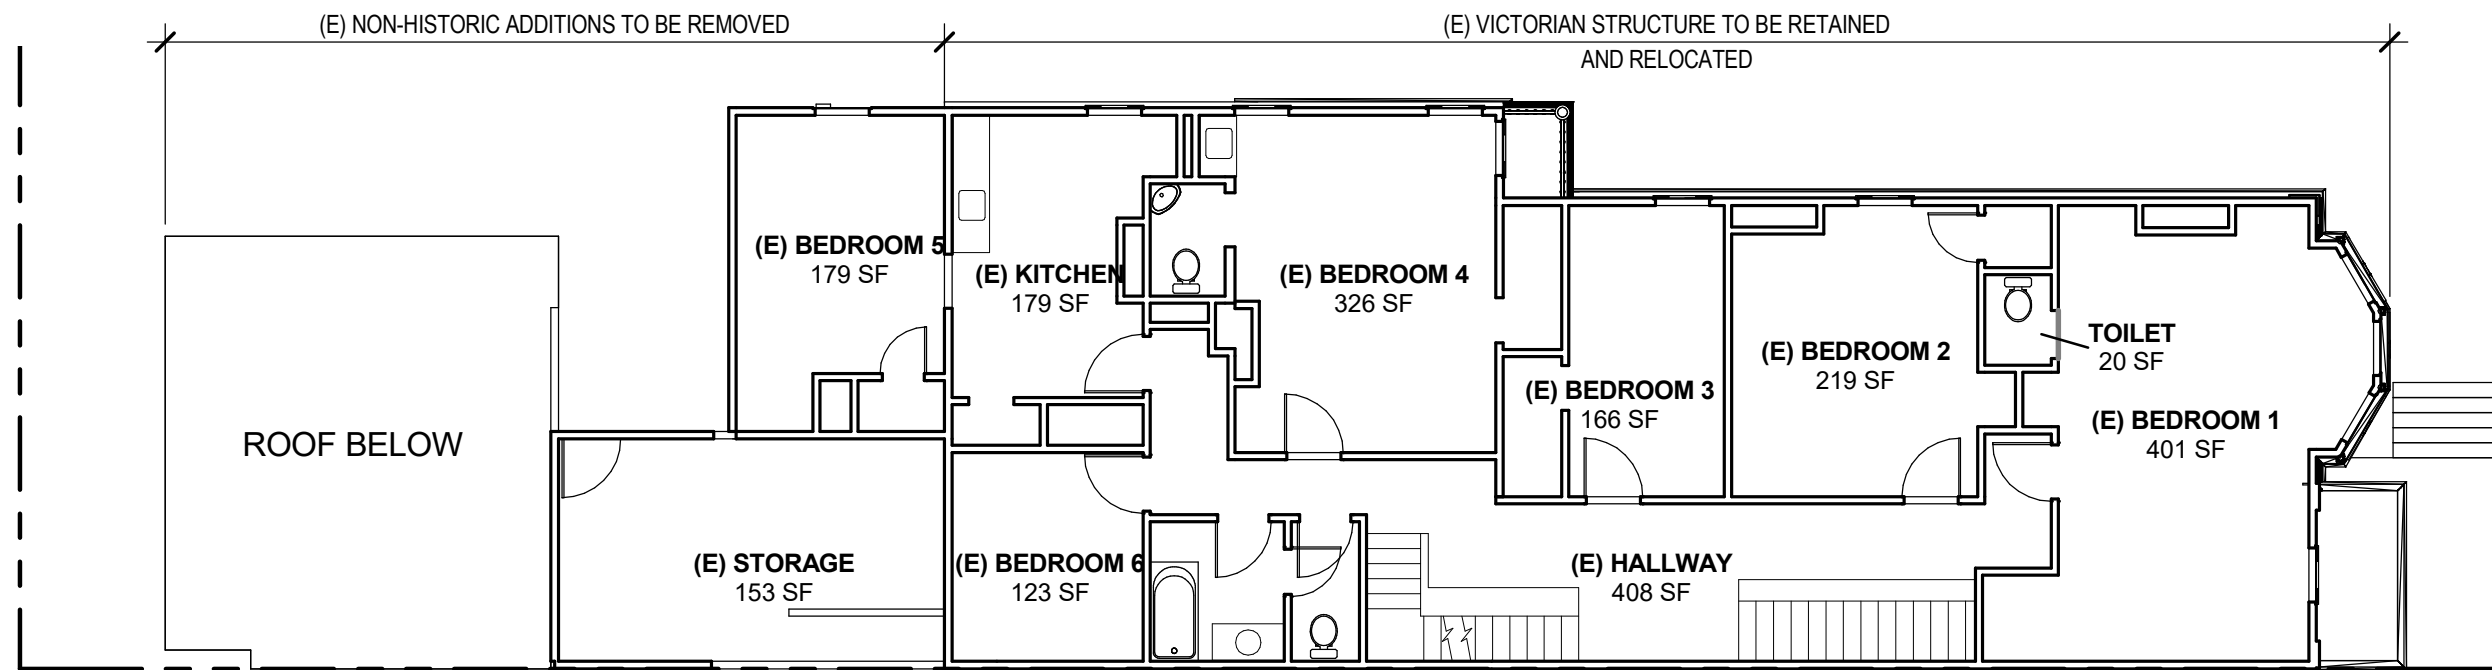 (E) NON-HISTORIC ADDITIONS TO BE REMOVED
(E) VICTORIAN STRUCTURE TO BE RETAINED
AND RELOCATED
(E) BEDROOM 5
179 SF
(E) KITCHEN
179 SF
(E) BEDROOM 4
326 SF
(E) BEDROOM 3
166 SF
(E) BEDROOM 2
219 SF
TOILET
20 SF
(E) BEDROOM 1
401 SF
ROOF BELOW
(E) STORAGE
153 SF
(E) BEDROOM 6
123 SF
(E) HALLWAY
408 SF